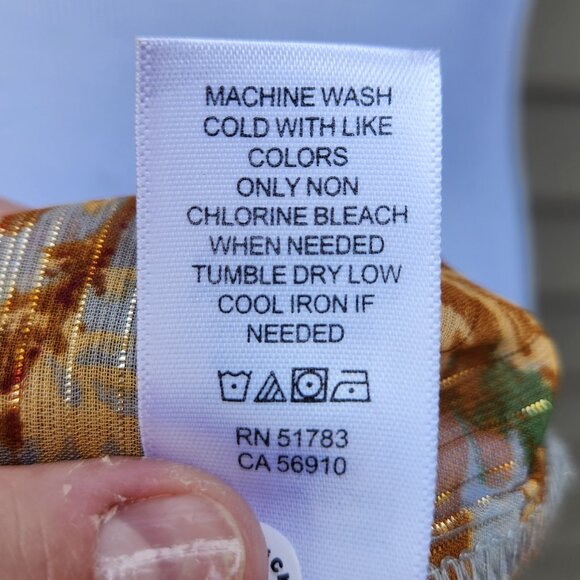 MACHINE WASH
COLD WITH LIKE
COLORS
ONLY NON
CHLORINE BLEACH
WHEN NEEDED
TUMBLE DRY LOW
COOL IRON IF
NEEDED
RN 51783
CA 56910